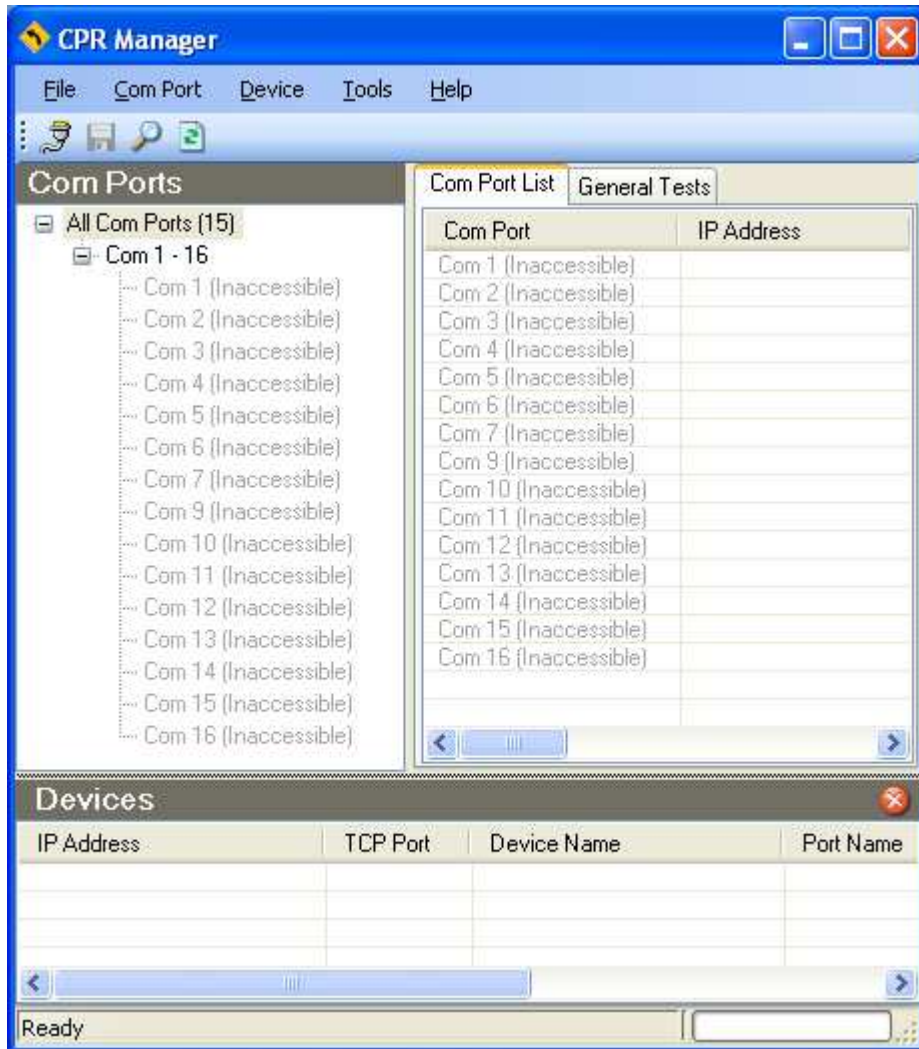 CPR Manager
File Com Port Device Tools Help
Com Ports
All Com Ports (15)
Com 1 - 16
Com 1 (Inaccessible)
Com 2 (Inaccessible)
Com 3 (Inaccessible)
Com 4 (Inaccessible)
Com 5 (Inaccessible)
Com 6 (Inaccessible)
Com 7 (Inaccessible)
Com 9 (Inaccessible)
Com 10 (Inaccessible)
Com 11 (Inaccessible)
Com 12 (Inaccessible)
Com 13 (Inaccessible)
Com 14 (Inaccessible)
Com 15 (Inaccessible)
Com 16 (Inaccessible)
Com Port List General Tests
Com Port IP Address
Com 1 (Inaccessible)
Com 2 (Inaccessible)
Com 3 (Inaccessible)
Com 4 (Inaccessible)
Com 5 (Inaccessible)
Com 6 (Inaccessible)
Com 7 (Inaccessible)
Com 9 (Inaccessible)
Com 10 (Inaccessible)
Com 11 (Inaccessible)
Com 12 (Inaccessible)
Com 13 (Inaccessible)
Com 14 (Inaccessible)
Com 15 (Inaccessible)
Com 16 (Inaccessible)
Devices
IP Address TCP Port Device Name Port Name
Ready